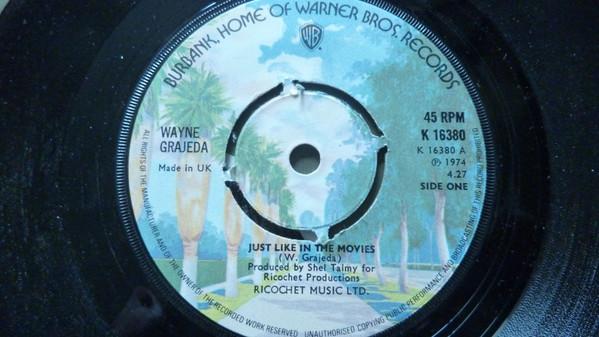 BURBANK, HOME OF WARNER BROS. RECORDS
WB
WAYNE
GRAJEDA
Made in UK
45 RPM
K 16380
K 16380 A
℗ 1974
4.27
SIDE ONE
JUST LIKE IN THE MOVIES
(W. Grajeda)
Produced by Shel Talmy for
Ricochet Productions
RICOCHET MUSIC LTD.
ALL RIGHTS OF THE MANUFACTURER AND OF THE OWNER OF THE RECORDED WORK RESERVED UNAUTHORISED COPYING PUBLIC PERFORMANCE AND BROADCASTING OF THIS RECORD PROHIBITED